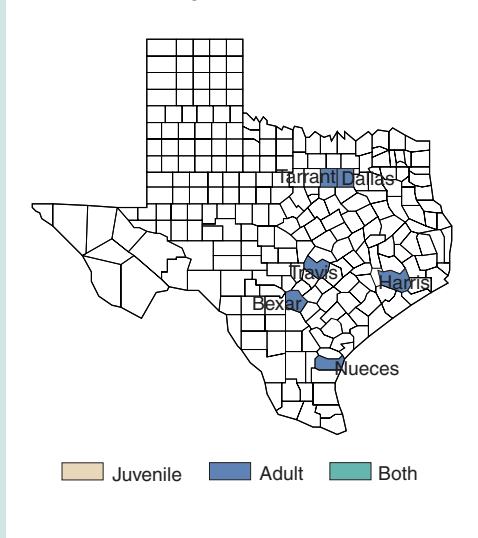 Tarrant Dallas
Travis
Harris
Bexar
Nueces
Juvenile Adult Both